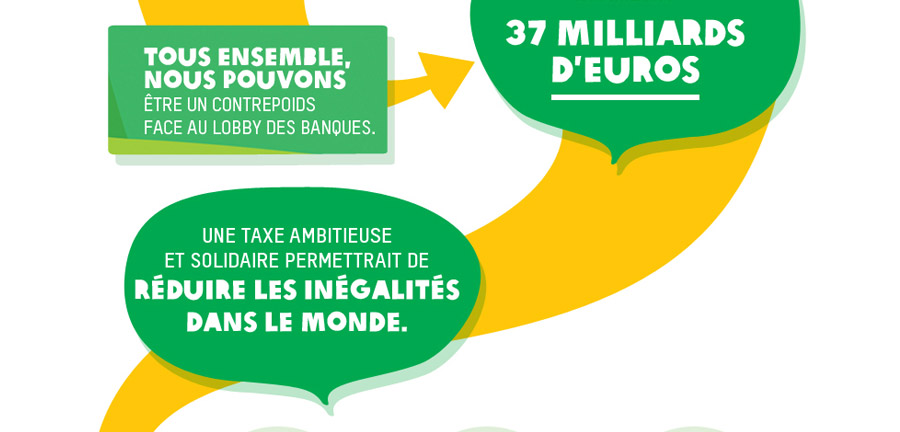 TOUS ENSEMBLE,
NOUS POUVONS
ÊTRE UN CONTREPOIDS
FACE AU LOBBY DES BANQUES.
37 MILLIARDS
D'EUROS
UNE TAXE AMBITIEUSE
ET SOLIDAIRE PERMETTRAIT DE
RÉDUIRE LES INÉGALITÉS
DANS LE MONDE.